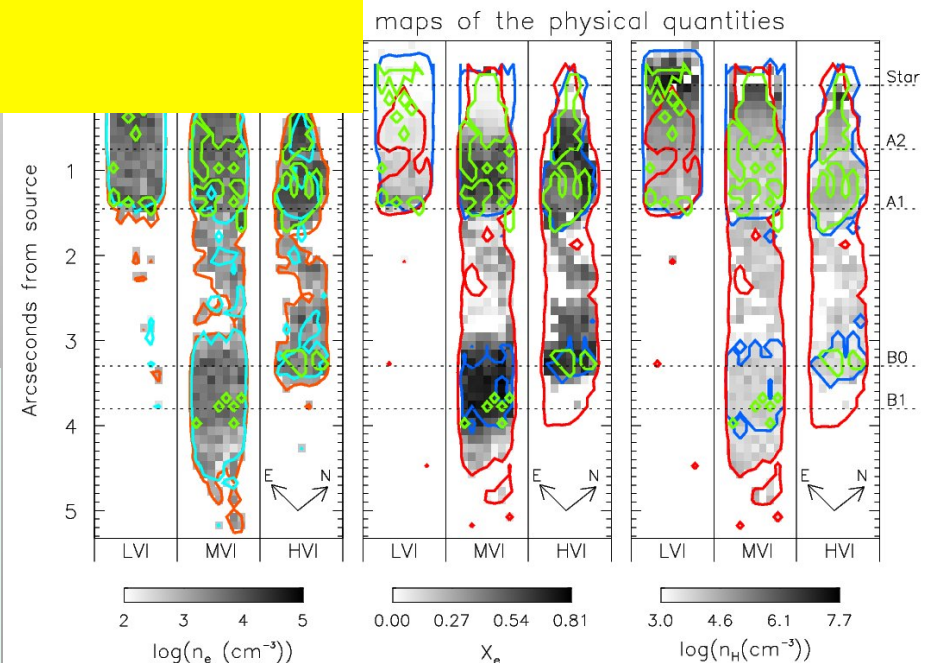 maps of the physical quantities
Arcseconds from source
1
2
3
4
5
Star
A2
A1
B0
B1
E N
E N
E N
LVI MVI HVI
LVI MVI HVI
LVI MVI HVI
2 3 4 5
0.00 0.27 0.54 0.81
3.0 4.6 6.1 7.7
log(nₑ (cm⁻³))
Xₑ
log(n_H(cm⁻³))